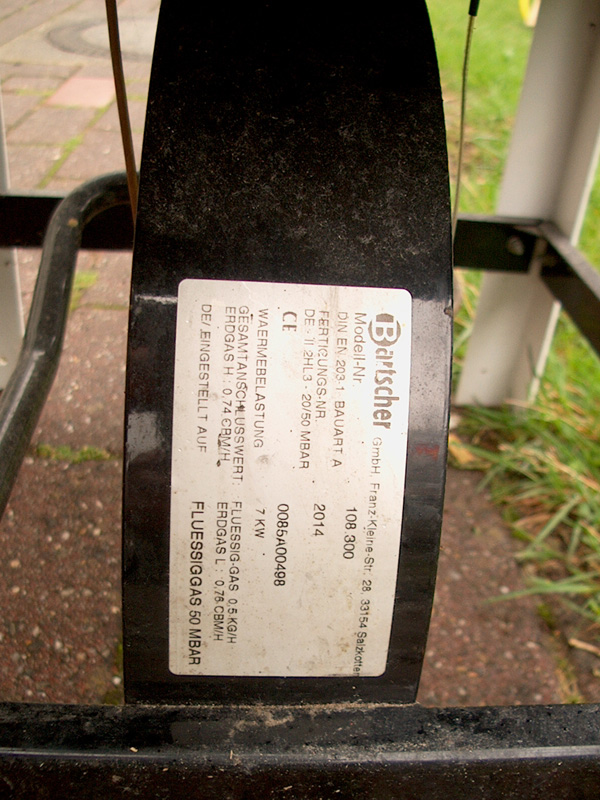 Bartscher GmbH, Franz-Kleine-Str. 28, 33154 Salzkotten
Modell-Nr. 108.300
DIN EN 203-1, BAUART A
FERTIGUNGS-NR. 2014
DE - II 2HL3 - 20/50 MBAR
CE 0085A00498
WAERMEBELASTUNG 7 KW
GESAMTANSCHLUSSWERT: FLUESSIG-GAS 0,5 KG/H
ERDGAS H : 0,74 CBM/H ERDGAS L : 0,76 CBM/H
DE/ EINGESTELLT AUF FLUESSIGGAS 50 MBAR